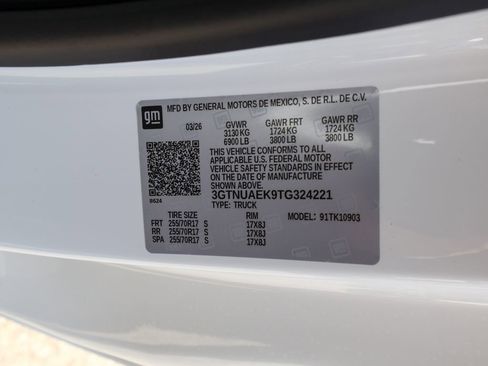 gm
MFD BY GENERAL MOTORS DE MEXICO, S. DE R.L. DE C.V.
03/26 GVWR GAWR FRT GAWR RR
3130 KG 1724 KG 1724 KG
6900 LB 3800 LB 3800 LB
THIS VEHICLE CONFORMS TO ALL
APPLICABLE U.S. FEDERAL MOTOR
VEHICLE SAFETY STANDARDS IN
EFFECT ON THE DATE OF
MANUFACTURE SHOWN ABOVE.
3GTNUAEK9TG324221
TYPE: TRUCK
TIRE SIZE RIM MODEL: 91TK10903
FRT 255/70R17 S 17X8J
RR 255/70R17 S 17X8J
SPA 255/70R17 S 17X8J